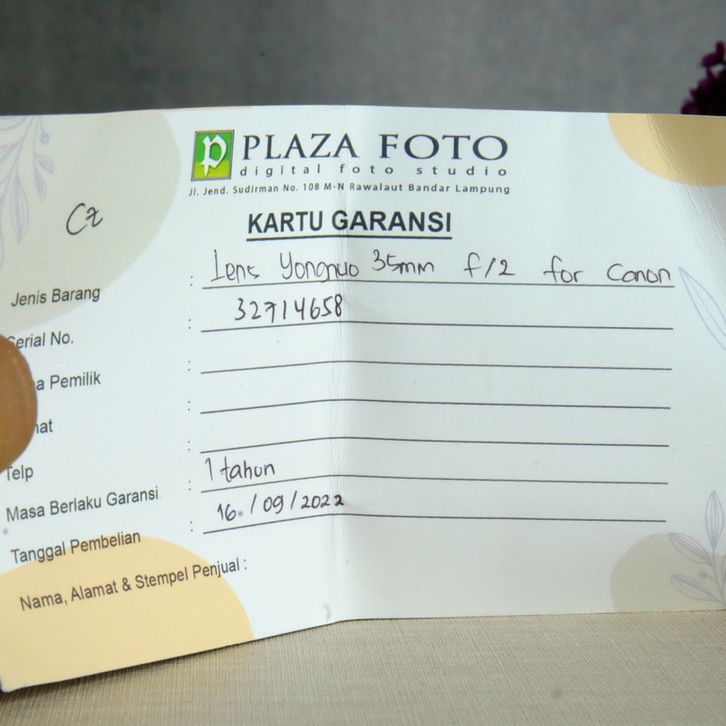 PLAZA FOTO
digital foto studio
Jl. Jend. Sudirman No. 108 M-N Rawalaut Bandar Lampung
KARTU GARANSI
Jenis Barang : Lens Yongnuo 35mm f/2 for Canon
Serial No. : 32714658
Pemilik :
:
Telp :
Masa Berlaku Garansi : 1 tahun
Tanggal Pembelian : 16 / 09 / 2022
Nama, Alamat & Stempel Penjual :